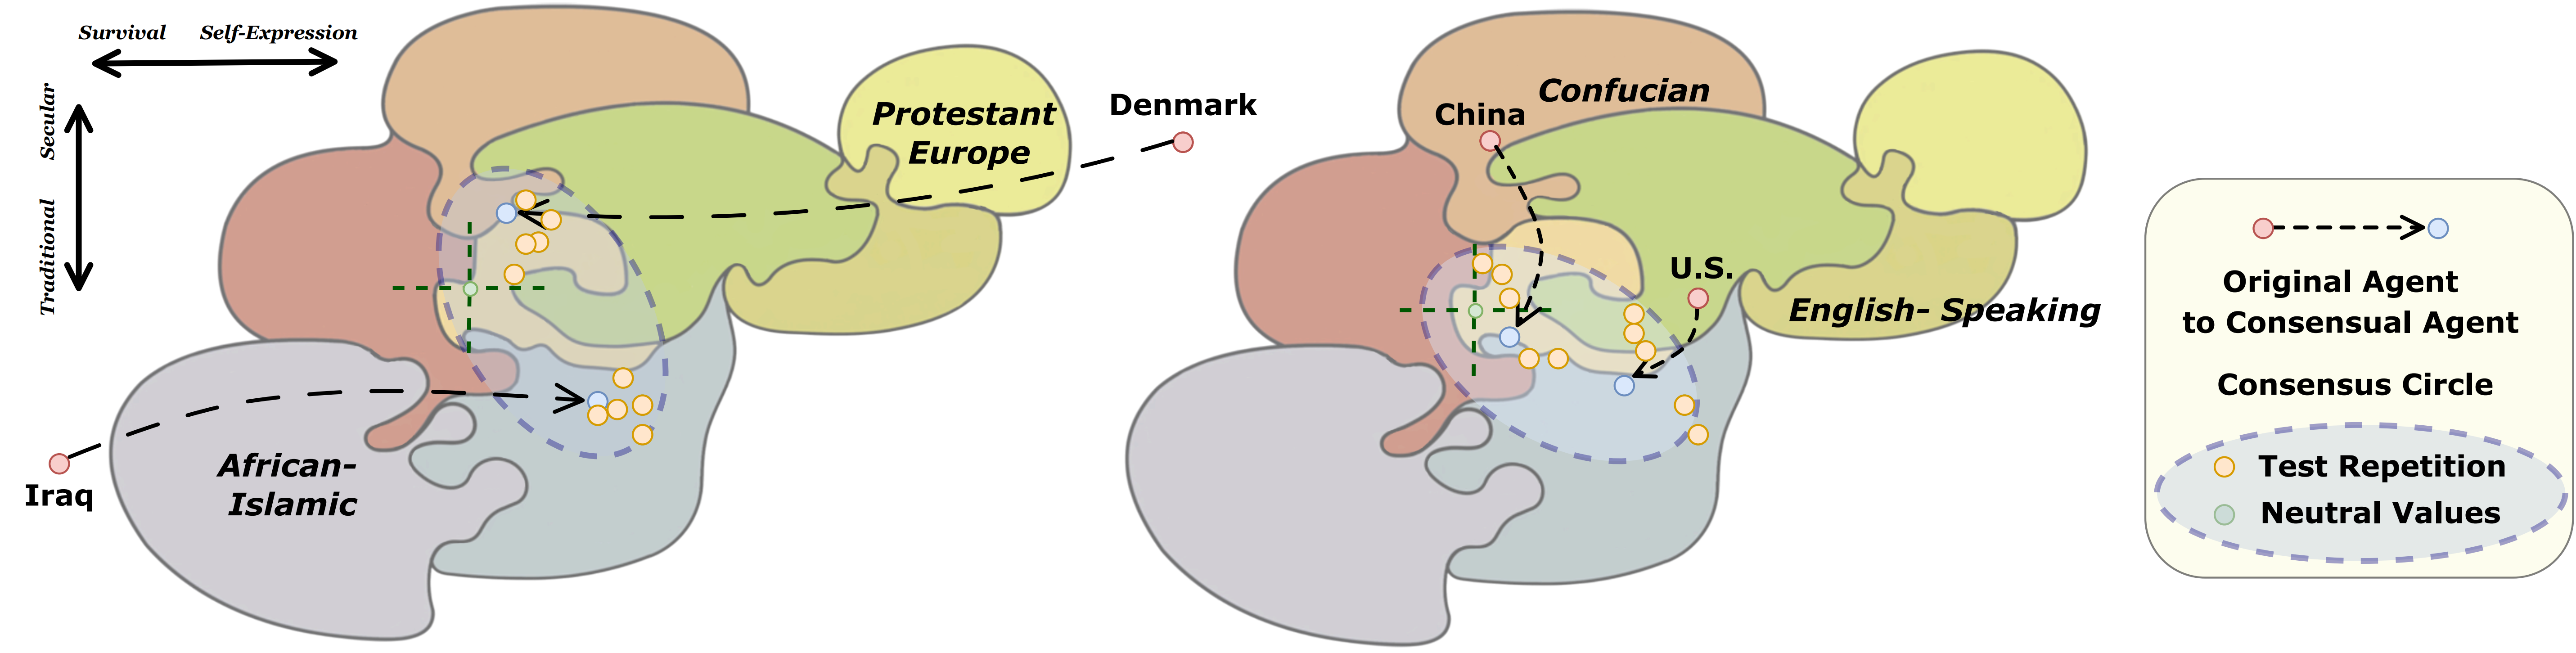 Survival
Self-Expression
Secular
Traditional
Protestant
Europe
Denmark
African-
Islamic
Iraq
China
Confucian
U.S.
English- Speaking
Original Agent
to Consensual Agent
Consensus Circle
Test Repetition
Neutral Values